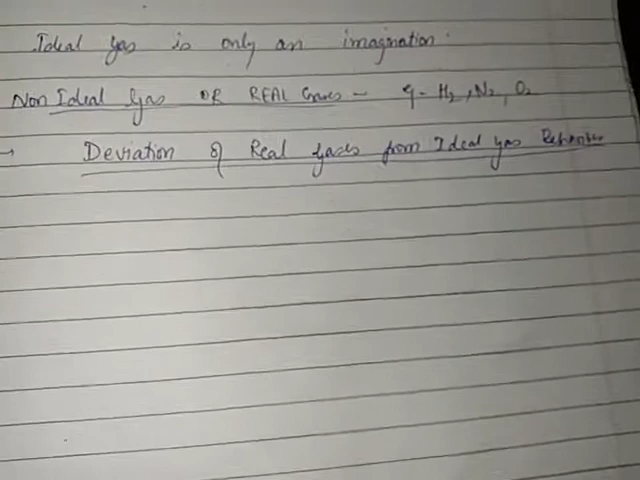 Ideal gas is only an imagination.
Non Ideal Gas OR REAL Gases - eg - H2, N2, O2
→ Deviation of Real gases from Ideal gas Behaviour